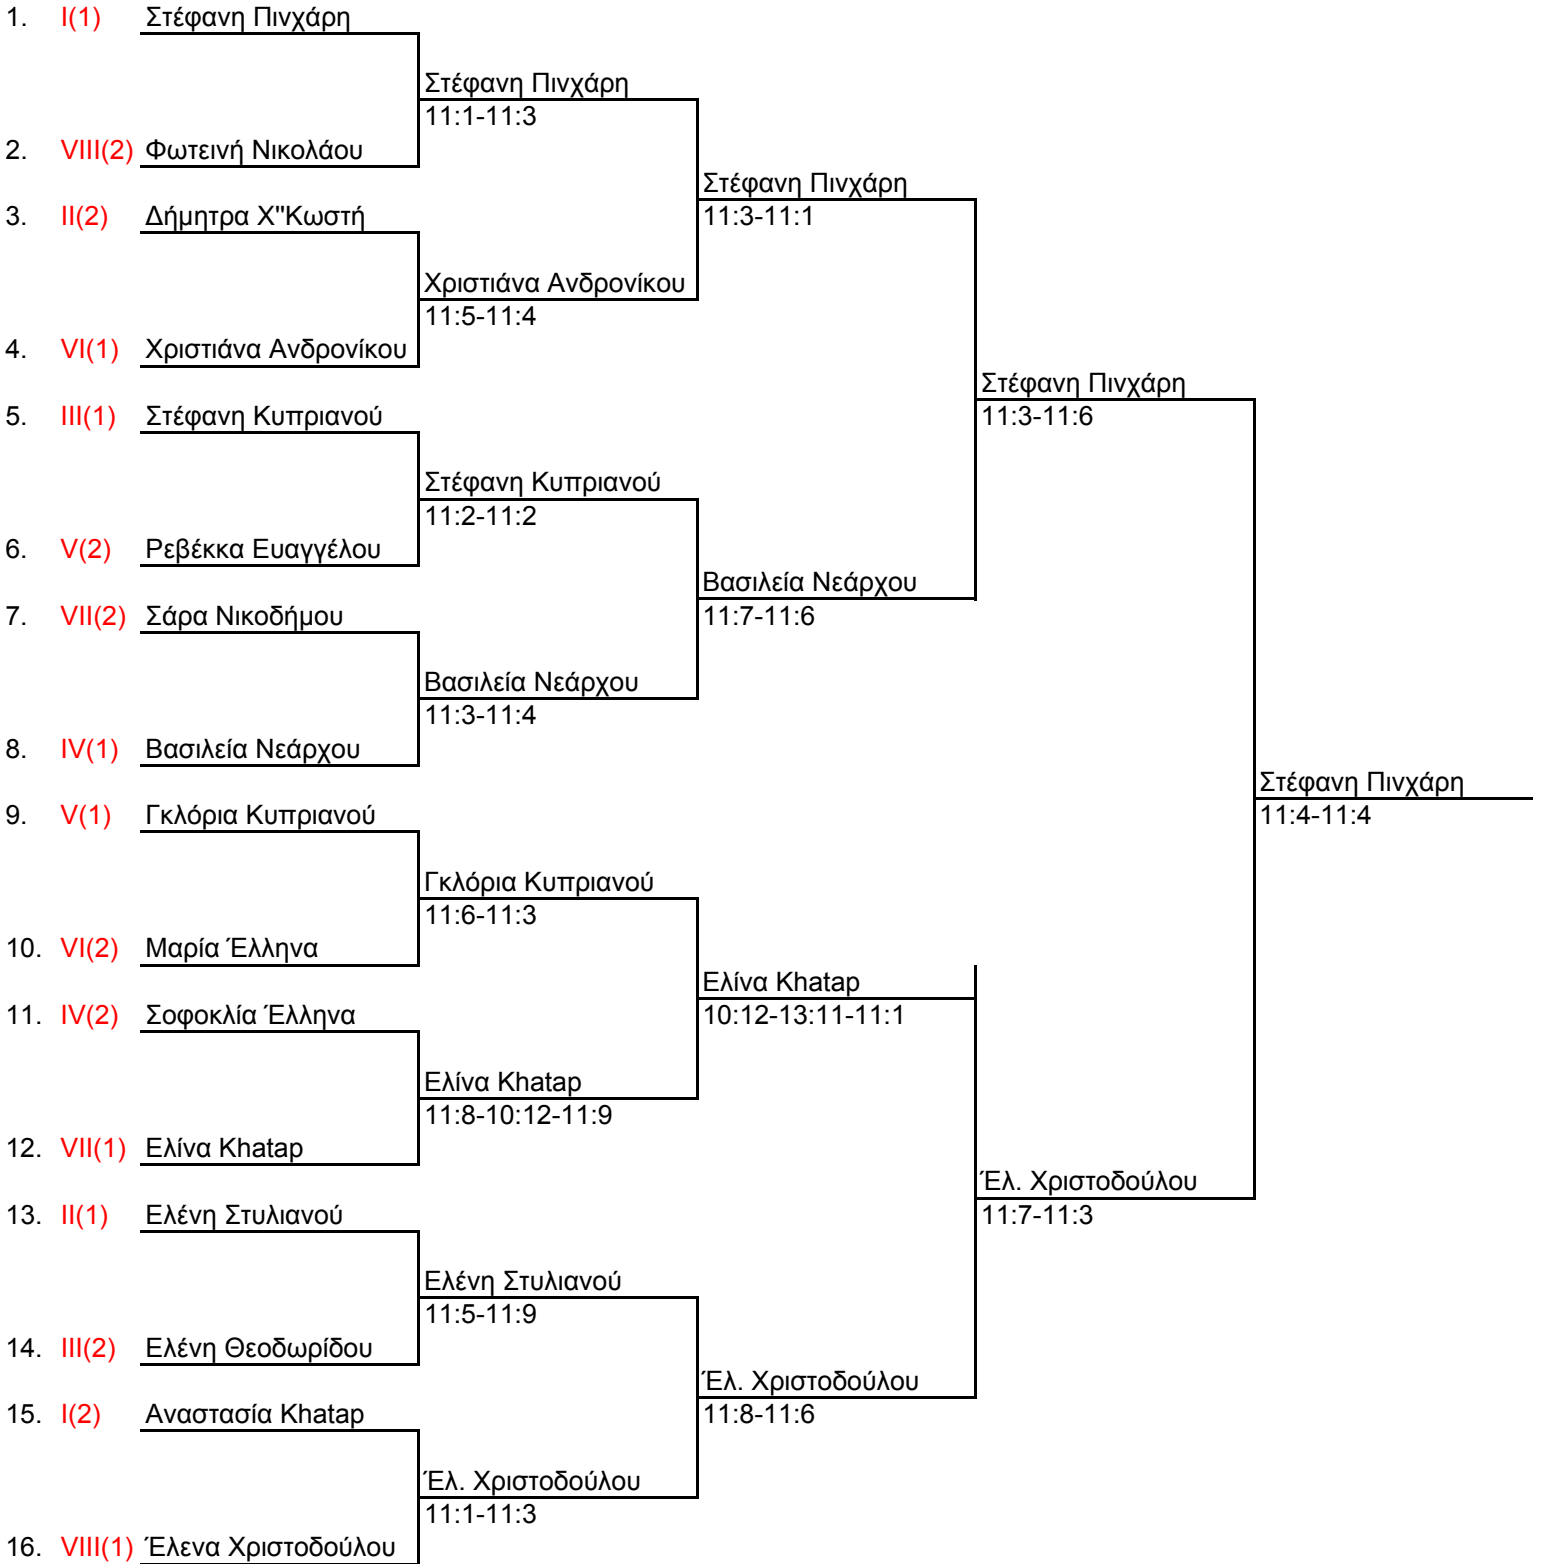 1. I(1) Στέφανη Πινχάρη
Στέφανη Πινχάρη
11:1-11:3
2. VIII(2) Φωτεινή Νικολάου
Στέφανη Πινχάρη
3. II(2) Δήμητρα Χ"Κωστή
11:3-11:1
Χριστιάνα Ανδρονίκου
11:5-11:4
4. VI(1) Χριστιάνα Ανδρονίκου
Στέφανη Πινχάρη
5. III(1) Στέφανη Κυπριανού
11:3-11:6
Στέφανη Κυπριανού
11:2-11:2
6. V(2) Ρεβέκκα Ευαγγέλου
Βασιλεία Νεάρχου
7. VII(2) Σάρα Νικοδήμου
11:7-11:6
Βασιλεία Νεάρχου
11:3-11:4
8. IV(1) Βασιλεία Νεάρχου
Στέφανη Πινχάρη
9. V(1) Γκλόρια Κυπριανού
11:4-11:4
Γκλόρια Κυπριανού
11:6-11:3
10. VI(2) Μαρία Έλληνα
Ελίνα Khatap
11. IV(2) Σοφοκλία Έλληνα
10:12-13:11-11:1
Ελίνα Khatap
11:8-10:12-11:9
12. VII(1) Ελίνα Khatap
Έλ. Χριστοδούλου
13. II(1) Ελένη Στυλιανού
11:7-11:3
Ελένη Στυλιανού
11:5-11:9
14. III(2) Ελένη Θεοδωρίδου
Έλ. Χριστοδούλου
15. I(2) Αναστασία Khatap
11:8-11:6
Έλ. Χριστοδούλου
11:1-11:3
16. VIII(1) Έλενα Χριστοδούλου